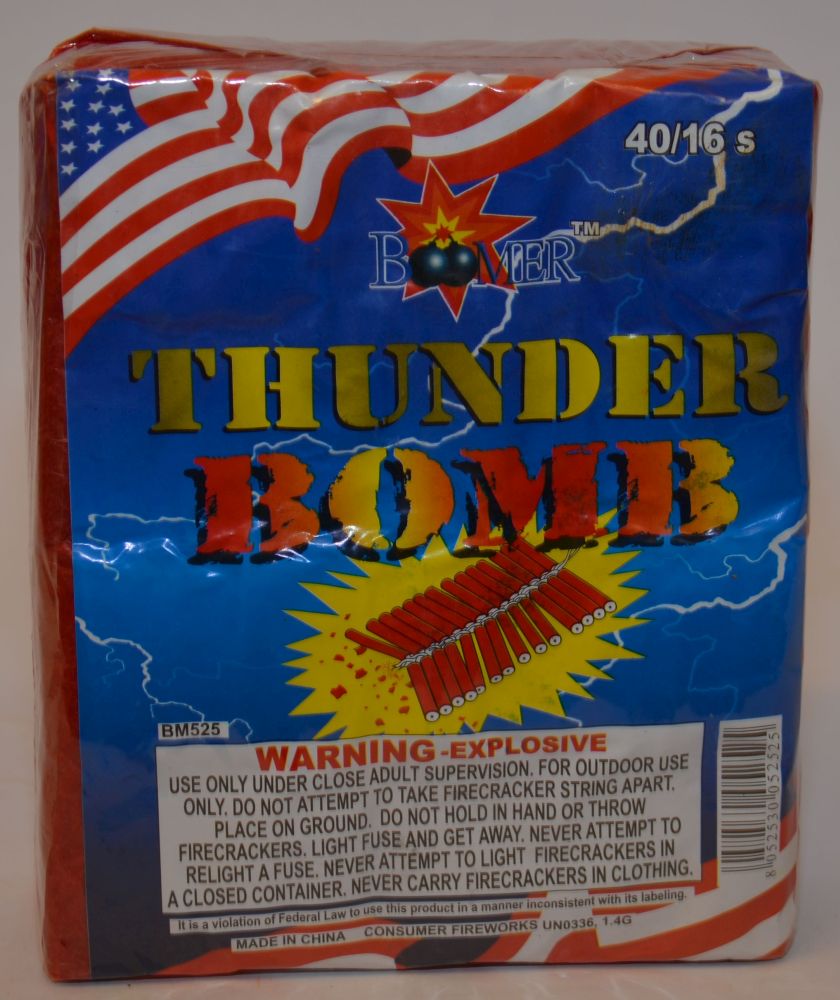 40/16 s
BOOMER™
THUNDER
BOMB
BM525
WARNING-EXPLOSIVE
USE ONLY UNDER CLOSE ADULT SUPERVISION. FOR OUTDOOR USE
ONLY. DO NOT ATTEMPT TO TAKE FIRECRACKER STRING APART.
PLACE ON GROUND. DO NOT HOLD IN HAND OR THROW
FIRECRACKERS. LIGHT FUSE AND GET AWAY. NEVER ATTEMPT TO
RELIGHT A FUSE. NEVER ATTEMPT TO LIGHT FIRECRACKERS IN
A CLOSED CONTAINER. NEVER CARRY FIRECRACKERS IN CLOTHING.
It is a violation of Federal Law to use this product in a manner inconsistent with its labeling.
MADE IN CHINA CONSUMER FIREWORKS UN0336, 1.4G
8 052530 052525